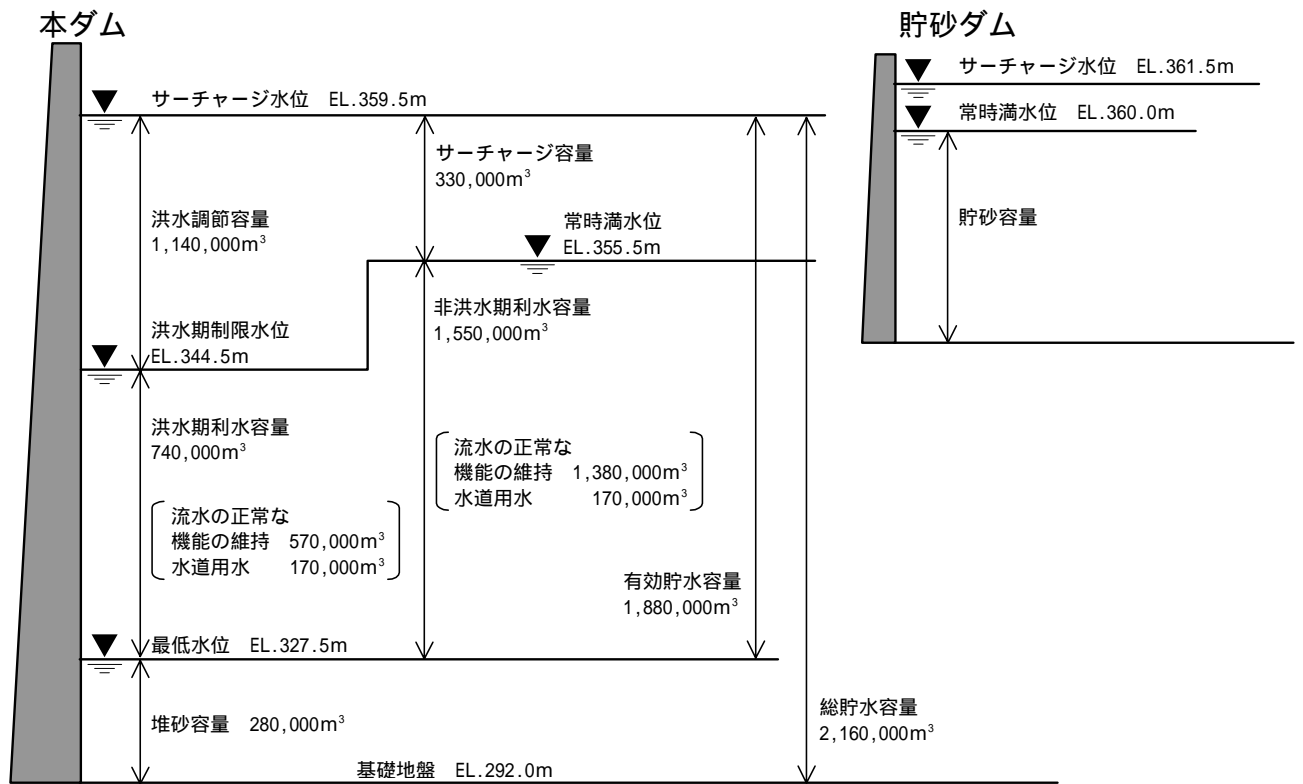 本ダム
サーチャージ水位 EL.359.5m
サーチャージ容量
330,000m³
洪水調節容量
1,140,000m³
常時満水位
EL.355.5m
洪水期制限水位
EL.344.5m
非洪水期利水容量
1,550,000m³
洪水期利水容量
740,000m³
流水の正常な
機能の維持 1,380,000m³
水道用水 170,000m³
流水の正常な
機能の維持 570,000m³
水道用水 170,000m³
有効貯水容量
1,880,000m³
最低水位 EL.327.5m
堆砂容量 280,000m³
総貯水容量
2,160,000m³
基礎地盤 EL.292.0m
貯砂ダム
サーチャージ水位 EL.361.5m
常時満水位 EL.360.0m
貯砂容量